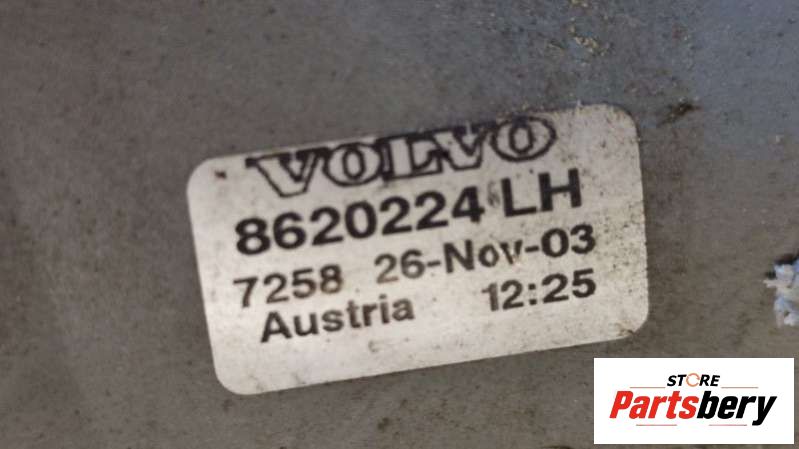 VOLVO
8620224 LH
7258 26-Nov-03
Austria 12:25
STORE
Partsbery